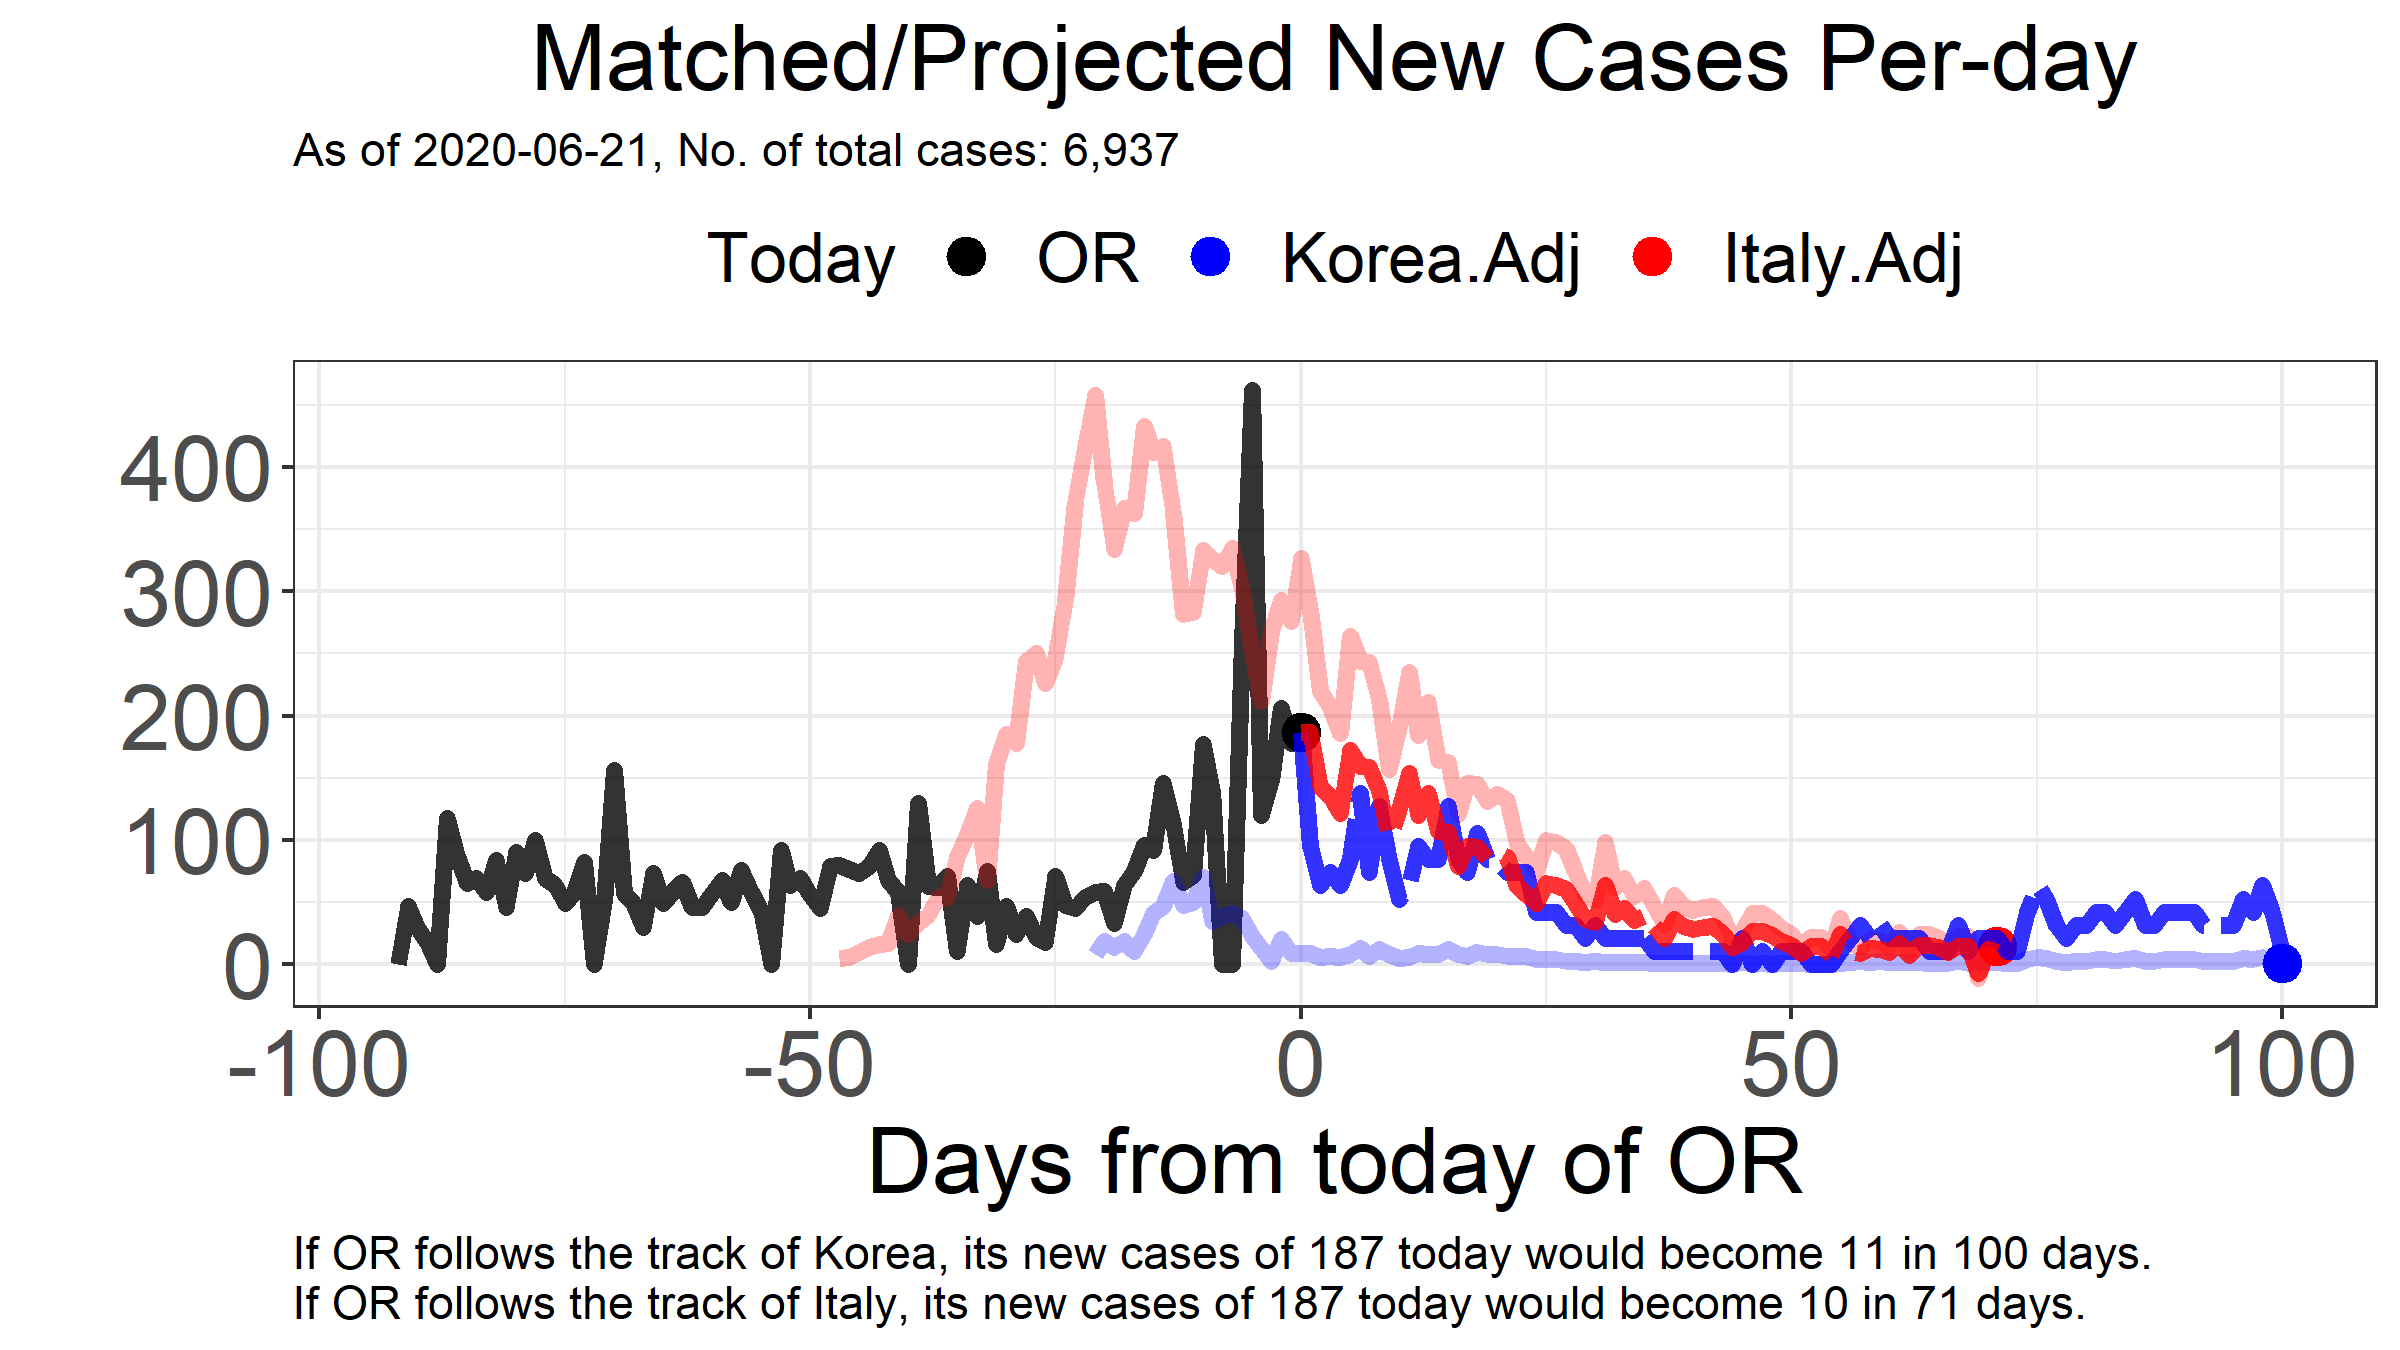 Matched/Projected New Cases Per-day
As of 2020-06-21, No. of total cases: 6,937
Today OR Korea.Adj Italy.Adj
400
300
200
100
0
-100 -50 0 50 100
Days from today of OR
If OR follows the track of Korea, its new cases of 187 today would become 11 in 100 days.
If OR follows the track of Italy, its new cases of 187 today would become 10 in 71 days.